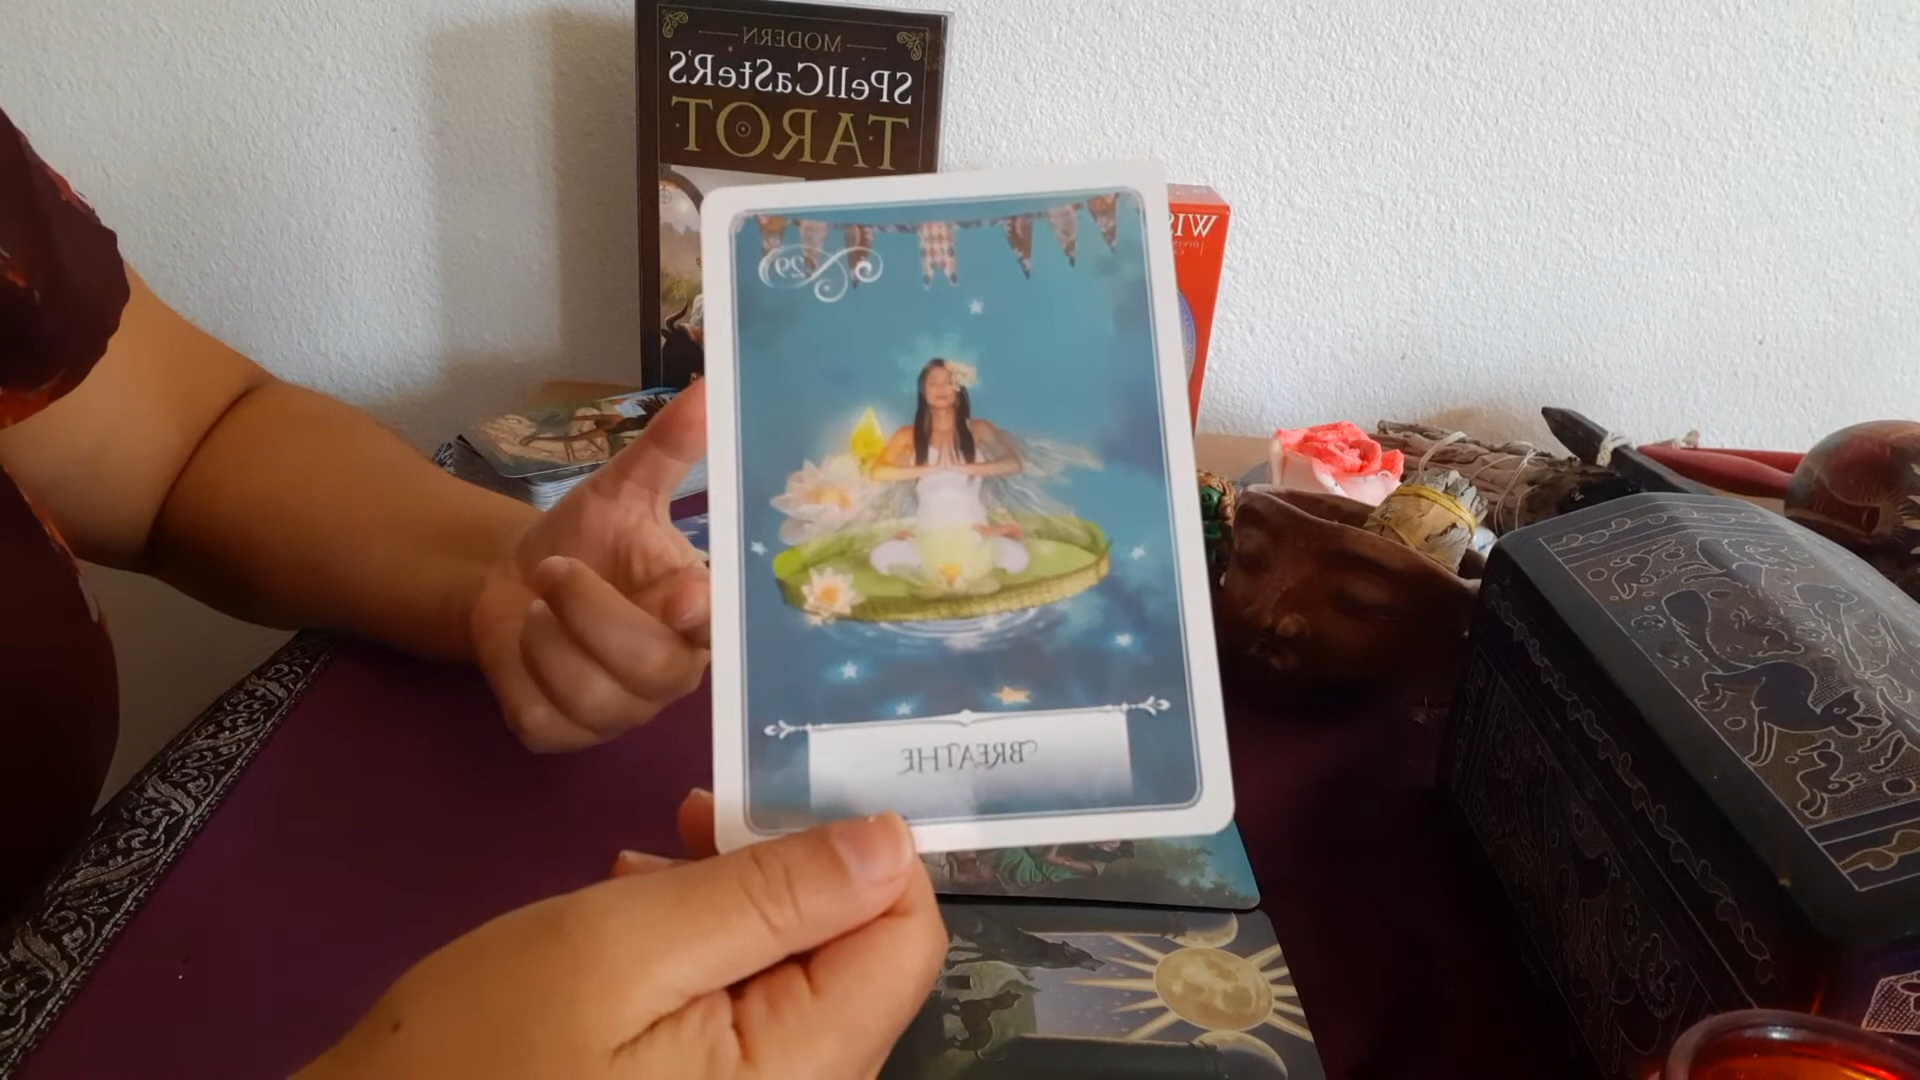 MODERN
SPellCaSteR'S
TAROT
WIS
29
BREATHE